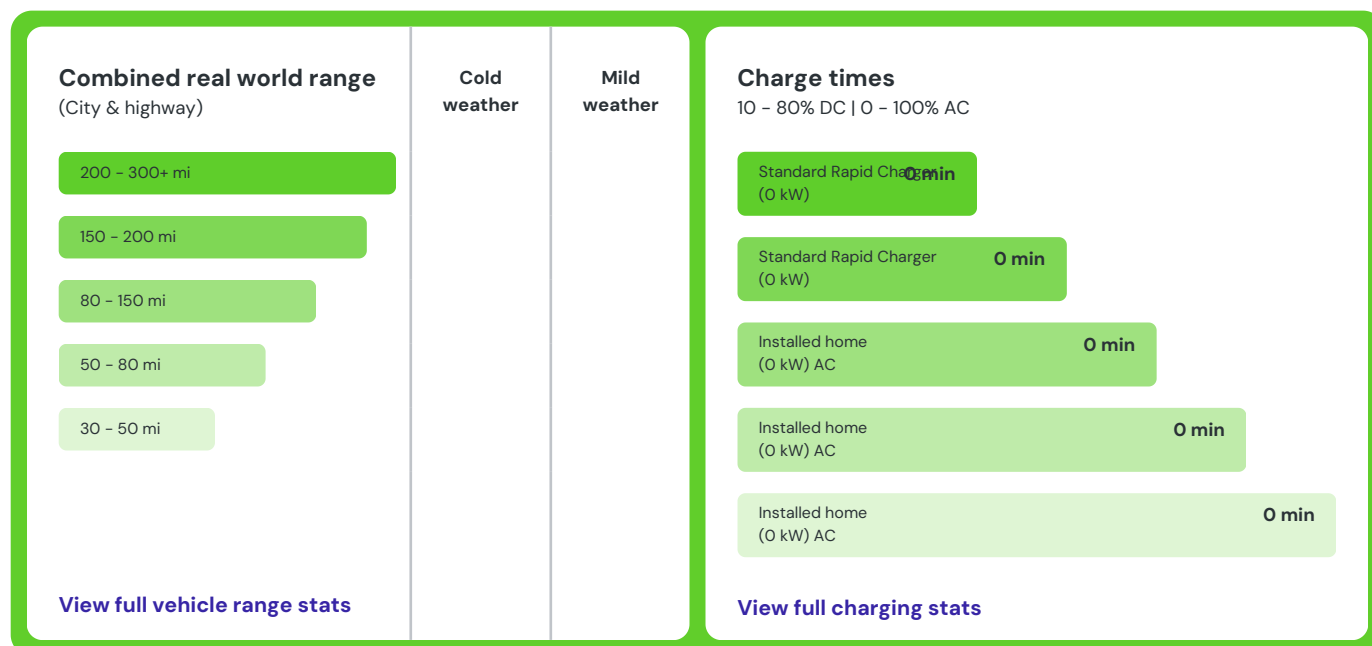 Combined real world range
(City & highway)
Cold
weather
Mild
weather
200 - 300+ mi
150 - 200 mi
80 - 150 mi
50 - 80 mi
30 - 50 mi
View full vehicle range stats
Charge times
10 - 80% DC | 0 - 100% AC
Standard Rapid Charger
(0 kW)
0 min
Standard Rapid Charger
(0 kW)
0 min
Installed home
(0 kW) AC
0 min
Installed home
(0 kW) AC
0 min
Installed home
(0 kW) AC
0 min
View full charging stats